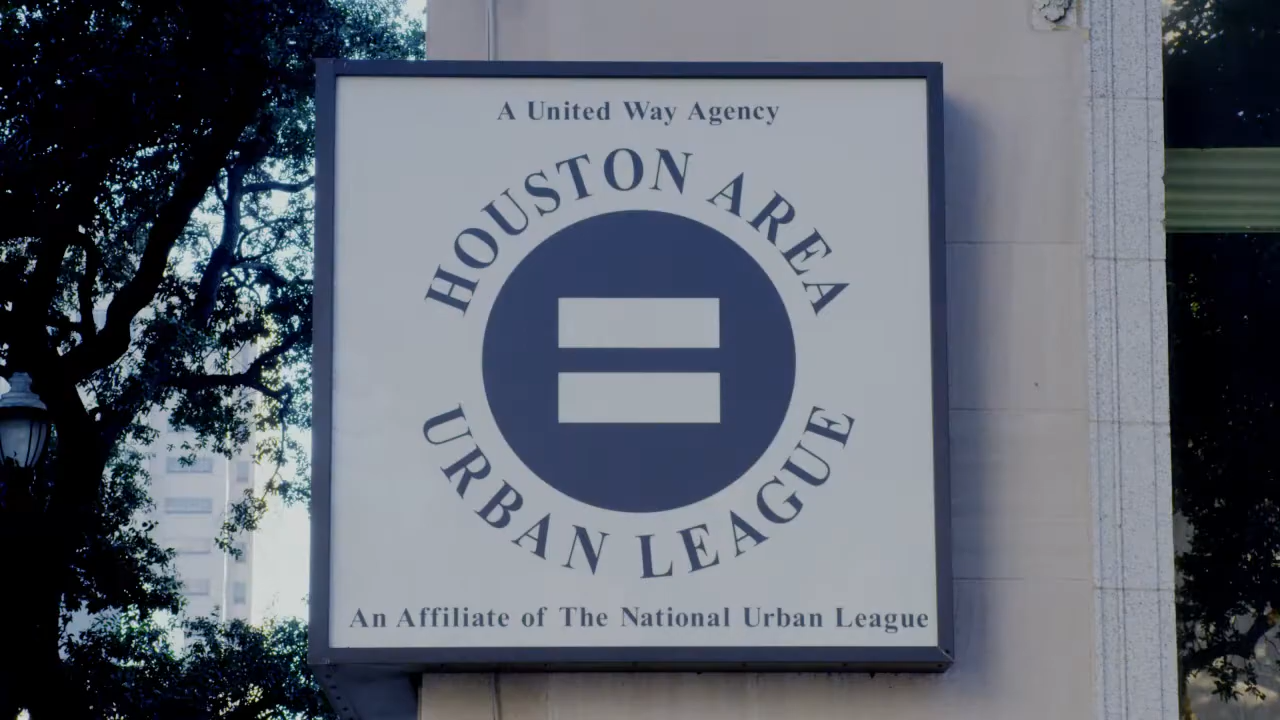 A United Way Agency
HOUSTON AREA
URBAN LEAGUE
An Affiliate of The National Urban League